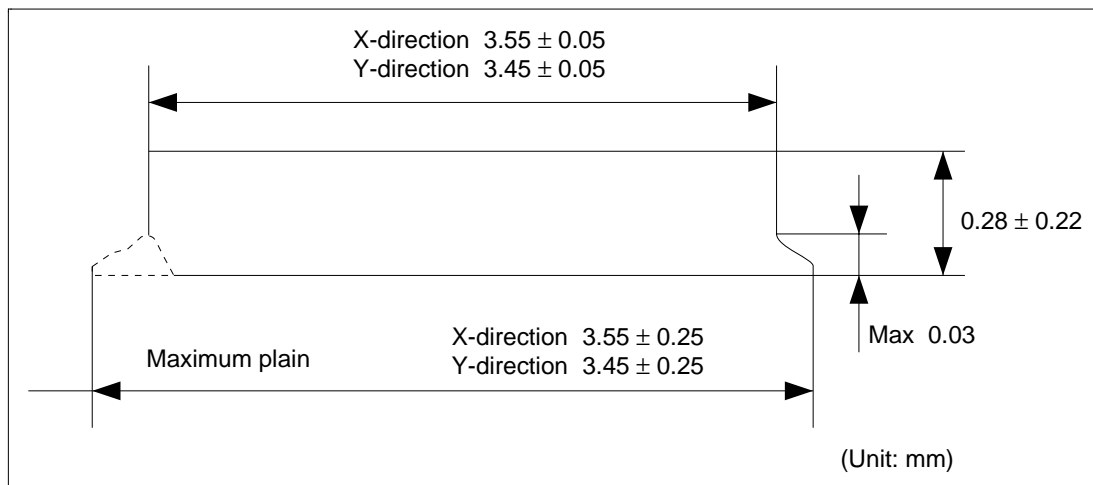 X-direction 3.55 ± 0.05
Y-direction 3.45 ± 0.05
0.28 ± 0.22
X-direction 3.55 ± 0.25
Y-direction 3.45 ± 0.25
Max 0.03
Maximum plain
(Unit: mm)